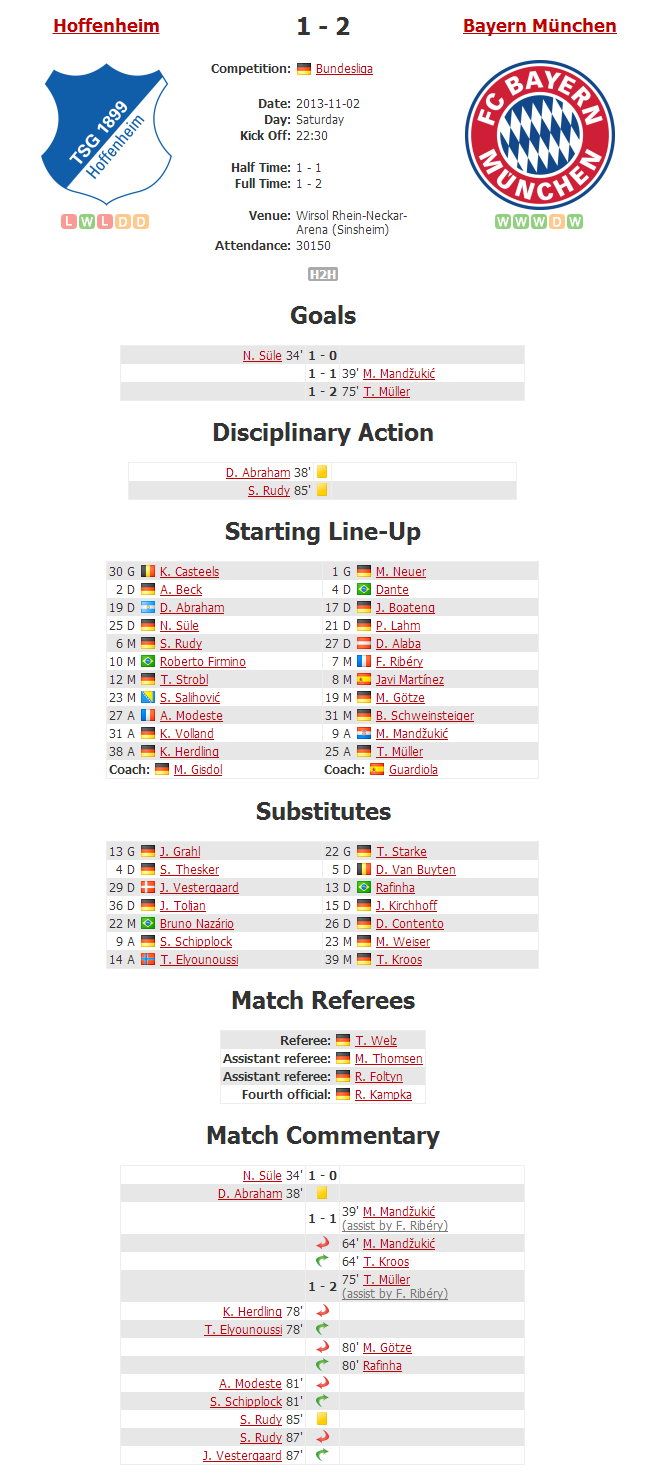 Hoffenheim 1 - 2 Bayern München
TSG 1899
Hoffenheim
FC BAYERN
MÜNCHEN
Competition: Bundesliga
Date: 2013-11-02
Day: Saturday
Kick Off: 22:30
Half Time: 1 - 1
Full Time: 1 - 2
Venue: Wirsol Rhein-Neckar-
Arena (Sinsheim)
Attendance: 30150
L W L D D
W W W D W
H2H
Goals
N. Süle 34' 1 - 0
1 - 1 39' M. Mandžukić
1 - 2 75' T. Müller
Disciplinary Action
D. Abraham 38'
S. Rudy 85'
Starting Line-Up
30 G K. Casteels 1 G M. Neuer
2 D A. Beck 4 D Dante
19 D D. Abraham 17 D J. Boateng
25 D N. Süle 21 D P. Lahm
6 M S. Rudy 27 D D. Alaba
10 M Roberto Firmino 7 M F. Ribéry
12 M T. Strobl 8 M Javi Martínez
23 M S. Salihović 19 M M. Götze
27 A A. Modeste 31 M B. Schweinsteiger
31 A K. Volland 9 A M. Mandžukić
38 A K. Herdling 25 A T. Müller
Coach: M. Gisdol Coach: Guardiola
Substitutes
13 G J. Grahl 22 G T. Starke
4 D S. Thesker 5 D D. Van Buyten
29 D J. Vestergaard 13 D Rafinha
36 D J. Toljan 15 D J. Kirchhoff
22 M Bruno Nazário 26 D D. Contento
9 A S. Schipplock 23 M M. Weiser
14 A T. Elyounoussi 39 M T. Kroos
Match Referees
Referee: T. Welz
Assistant referee: M. Thomsen
Assistant referee: R. Foltyn
Fourth official: R. Kampka
Match Commentary
N. Süle 34' 1 - 0
D. Abraham 38'
1 - 1 39' M. Mandžukić
(assist by F. Ribéry)
64' M. Mandžukić
64' T. Kroos
1 - 2 75' T. Müller
(assist by F. Ribéry)
K. Herdling 78'
T. Elyounoussi 78'
80' M. Götze
80' Rafinha
A. Modeste 81'
S. Schipplock 81'
S. Rudy 85'
S. Rudy 87'
J. Vestergaard 87'